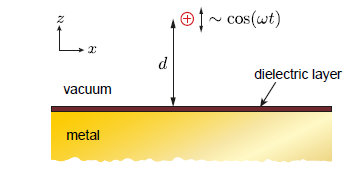 z
⊕ ~ cos(ωt)
x
d
dielectric layer
vacuum
metal